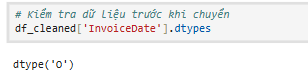 # Kiểm tra dữ liệu trước khi chuyển
df_cleaned['InvoiceDate'].dtypes
dtype('O')